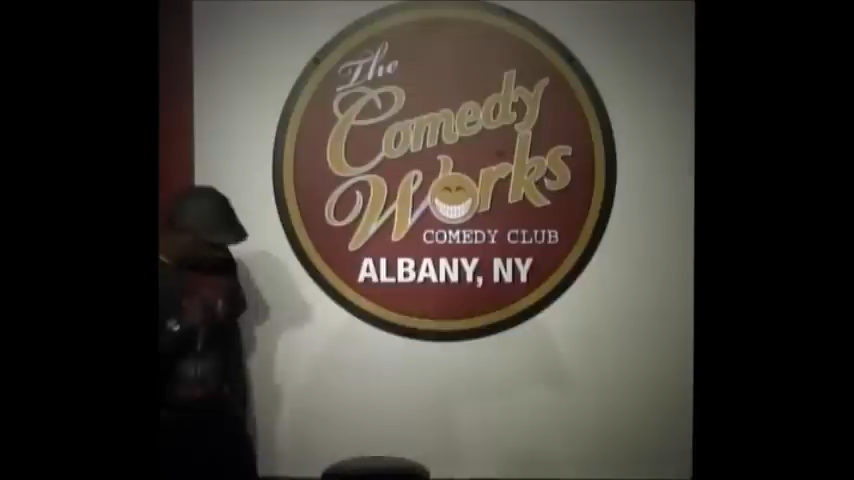 The
Comedy
Works
COMEDY CLUB
ALBANY, NY